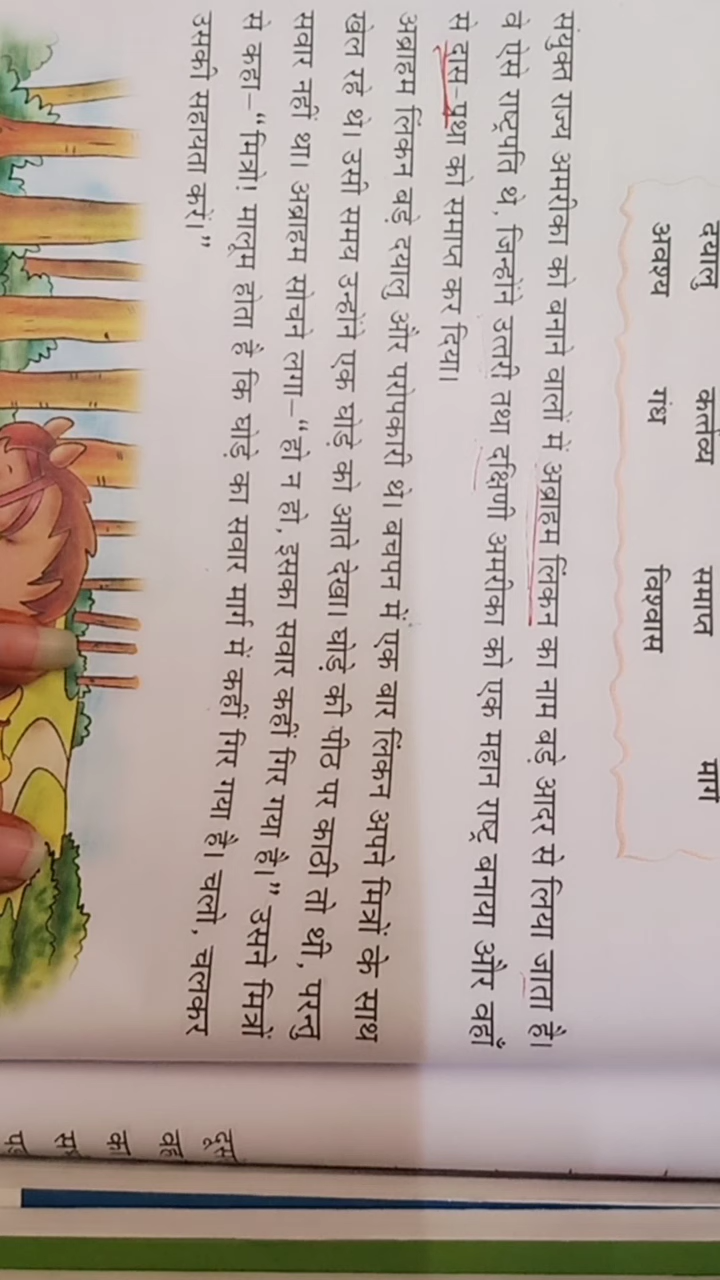 दयालु कर्त्तव्य समाप्त मार्ग
अवश्य गंध विश्वास
संयुक्त राज्य अमरीका को बनाने वालों में अब्राहम लिंकन का नाम बड़े आदर से लिया जाता है।
वे ऐसे राष्ट्रपति थे, जिन्होंने उत्तरी तथा दक्षिणी अमरीका को एक महान राष्ट्र बनाया और वहाँ
से दास-प्रथा को समाप्त कर दिया।
अब्राहम लिंकन बड़े दयालु और परोपकारी थे। बचपन में एक बार लिंकन अपने मित्रों के साथ
खेल रहे थे। उसी समय उन्होंने एक घोड़े को आते देखा। घोड़े की पीठ पर काठी तो थी, परन्तु
सवार नहीं था। अब्राहम सोचने लगा–“हो न हो, इसका सवार कहीं गिर गया है।” उसने मित्रों
से कहा–“मित्रो! मालूम होता है कि घोड़े का सवार मार्ग में कहीं गिर गया है। चलो, चलकर
उसकी सहायता करें।”